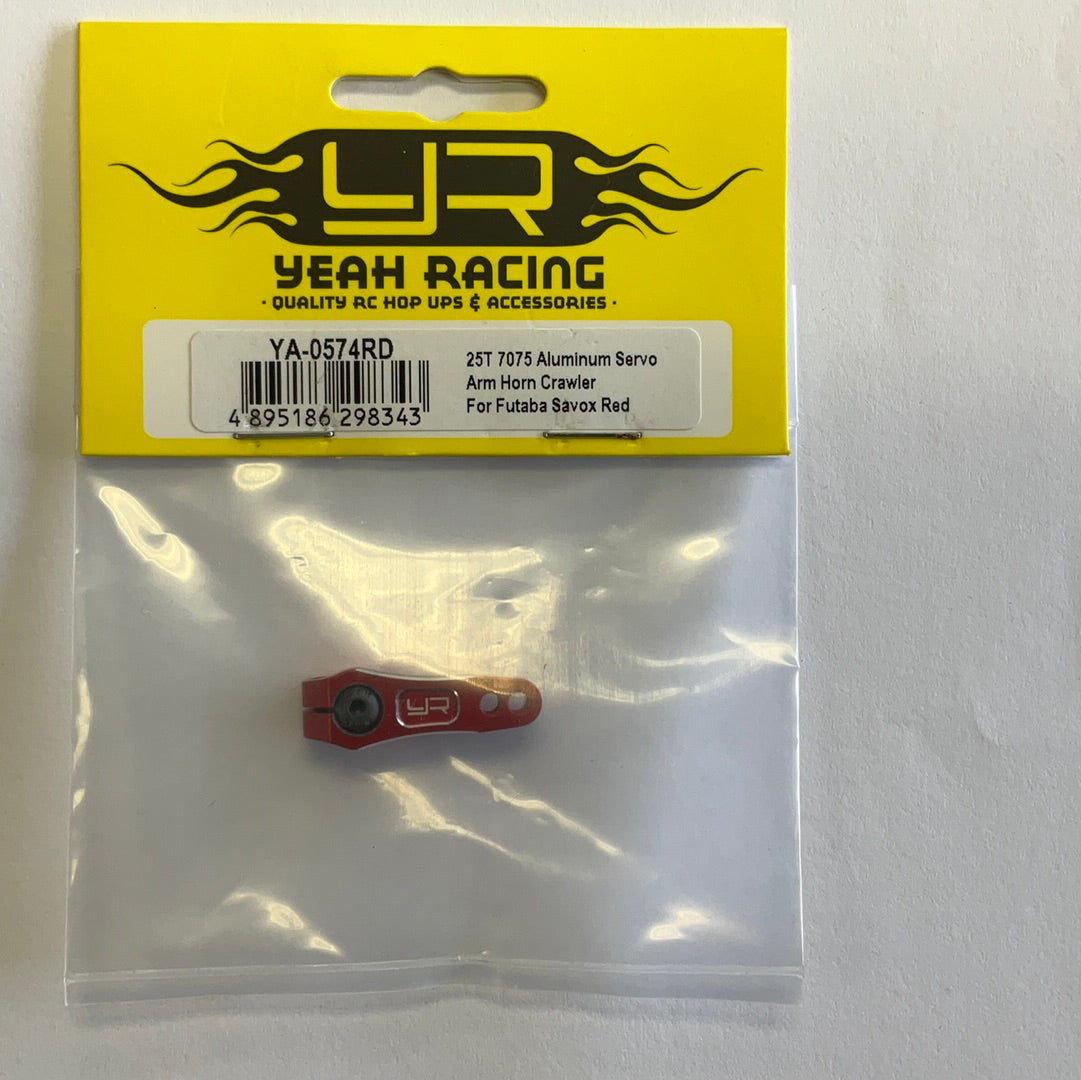 YR
YEAH RACING
· QUALITY RC HOP UPS & ACCESSORIES ·
YA-0574RD
4 895186 298343
25T 7075 Aluminum Servo
Arm Horn Crawler
For Futaba Savox Red
YR